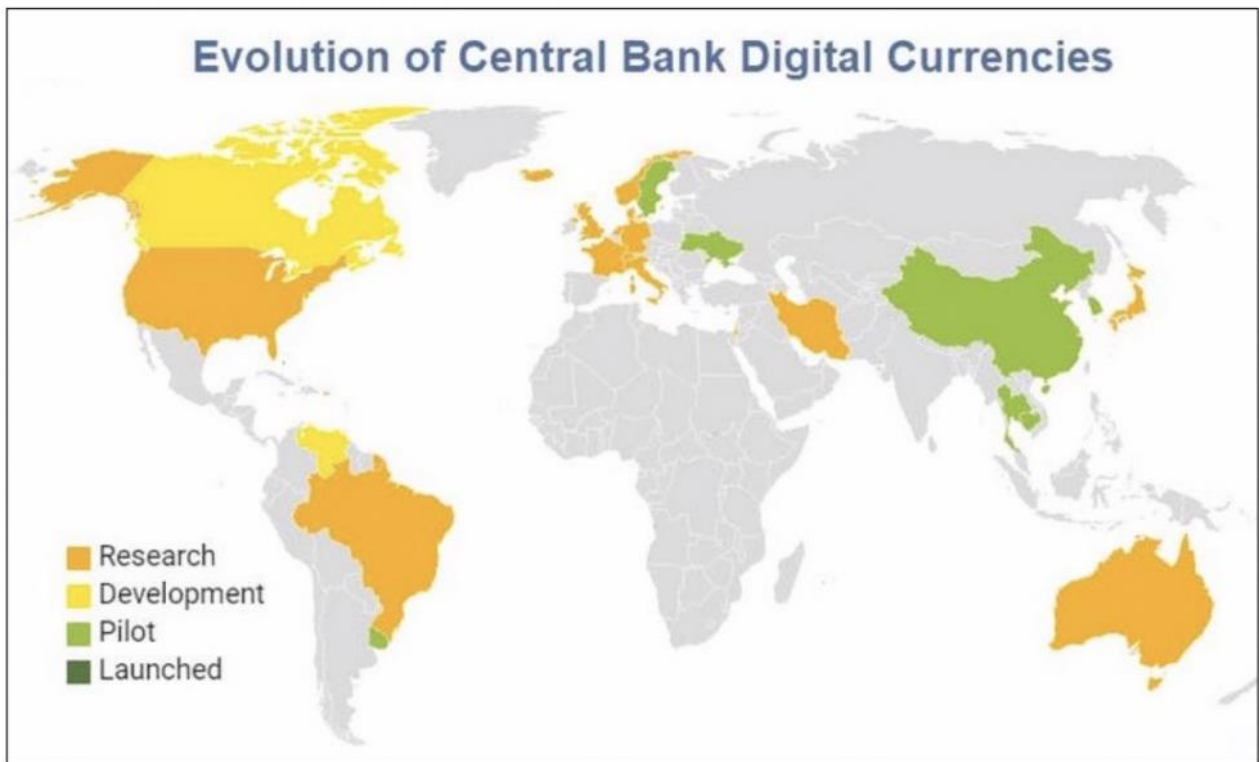 Evolution of Central Bank Digital Currencies
Research
Development
Pilot
Launched